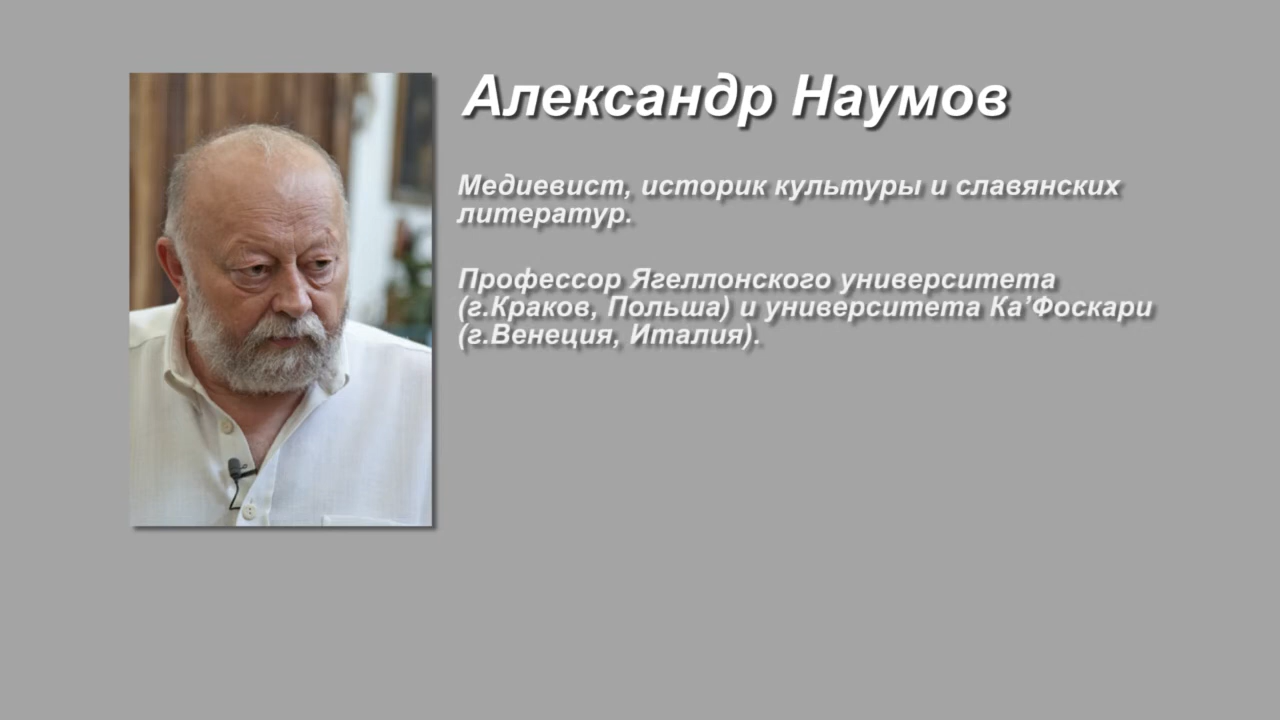 Александр Наумов
Медиевист, историк культуры и славянских
литератур.
Профессор Ягеллонского университета
(г.Краков, Польша) и университета Ка’Фоскари
(г.Венеция, Италия).